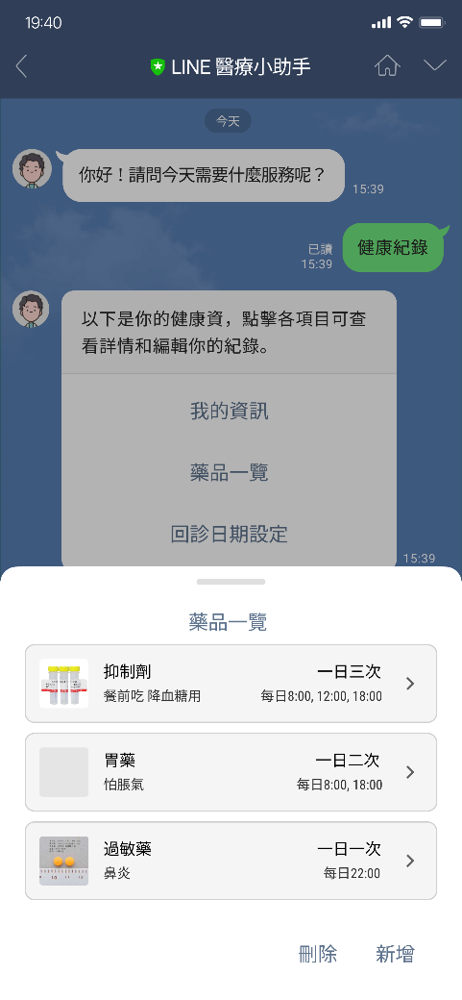 19:40
LINE 醫療小助手
今天
你好！請問今天需要什麼服務呢？
15:39
健康紀錄
已讀
15:39
以下是你的健康資，點擊各項目可查
看詳情和編輯你的紀錄。
我的資訊
藥品一覽
回診日期設定
15:39
藥品一覽
抑制劑
一日三次
餐前吃 降血糖用
每日8:00, 12:00, 18:00
胃藥
一日二次
怕脹氣
每日8:00, 18:00
過敏藥
一日一次
鼻炎
每日22:00
刪除
新增